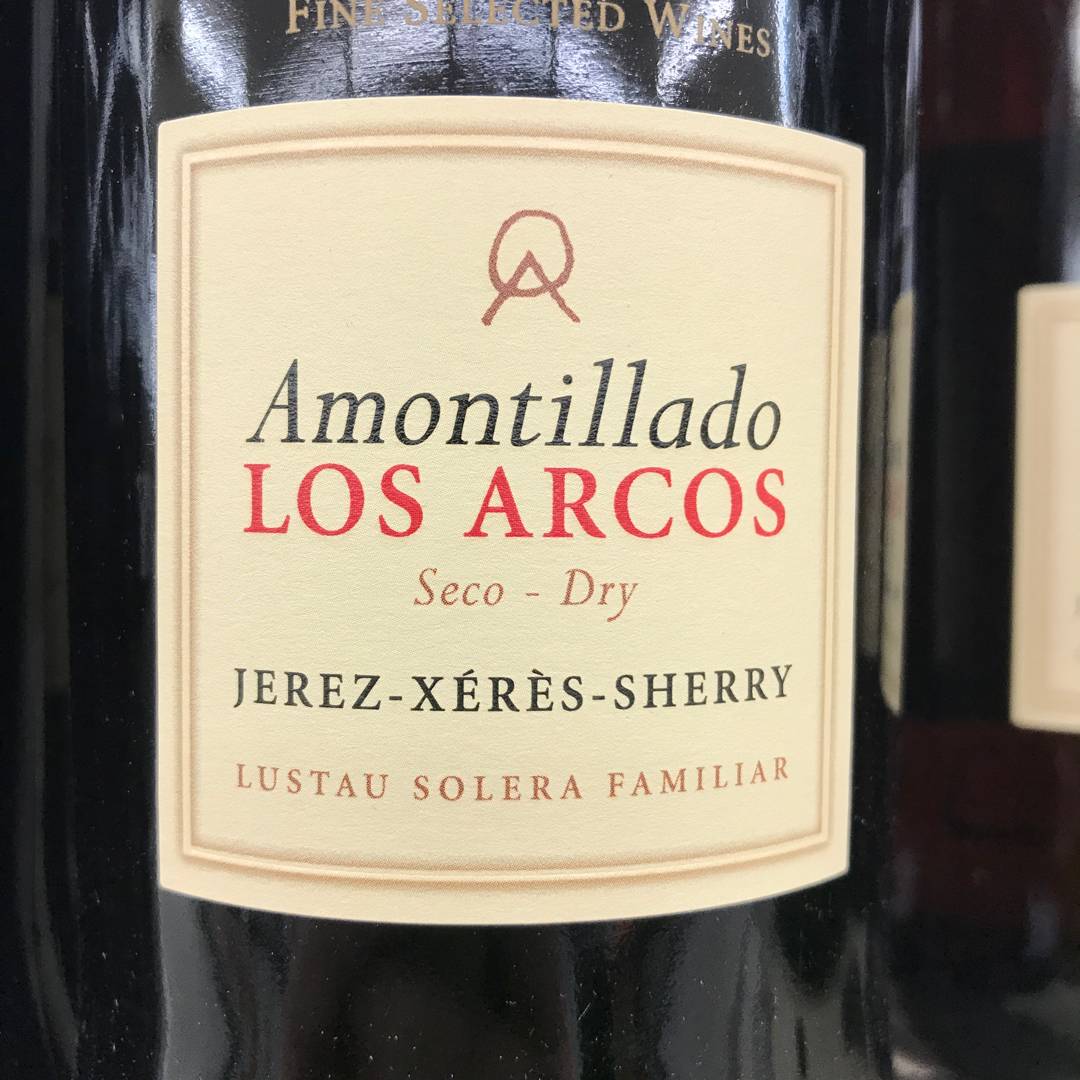 FINE SELECTED WINES
Amontillado
LOS ARCOS
Seco - Dry
JEREZ-XÉRÈS-SHERRY
LUSTAU SOLERA FAMILIAR